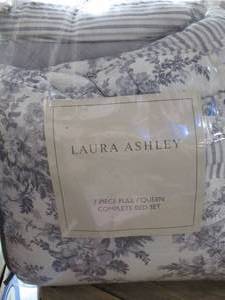 LAURA ASHLEY
7 PIECE FULL / QUEEN
COMPLETE BED SET